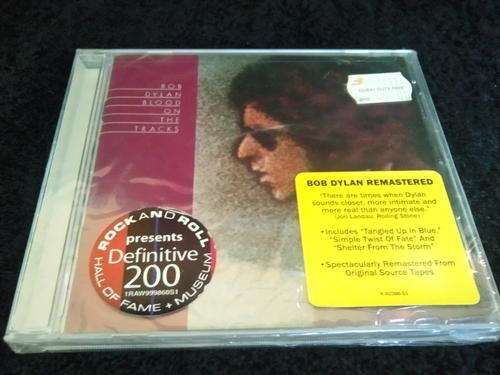 BOB
DYLAN
BLOOD
ON
THE
TRACKS
BOB DYLAN REMASTERED
"There are times when Dylan
sounds closer, more intimate and
more real than anyone else."
(Jon Landau, Rolling Stone)
• Includes "Tangled Up In Blue,"
"Simple Twist Of Fate" And
"Shelter From The Storm"
• Spectacularly Remastered From
Original Source Tapes
ROCK AND ROLL
presents
Definitive
200
1RAW999860S1
HALL OF FAME + MUSEUM